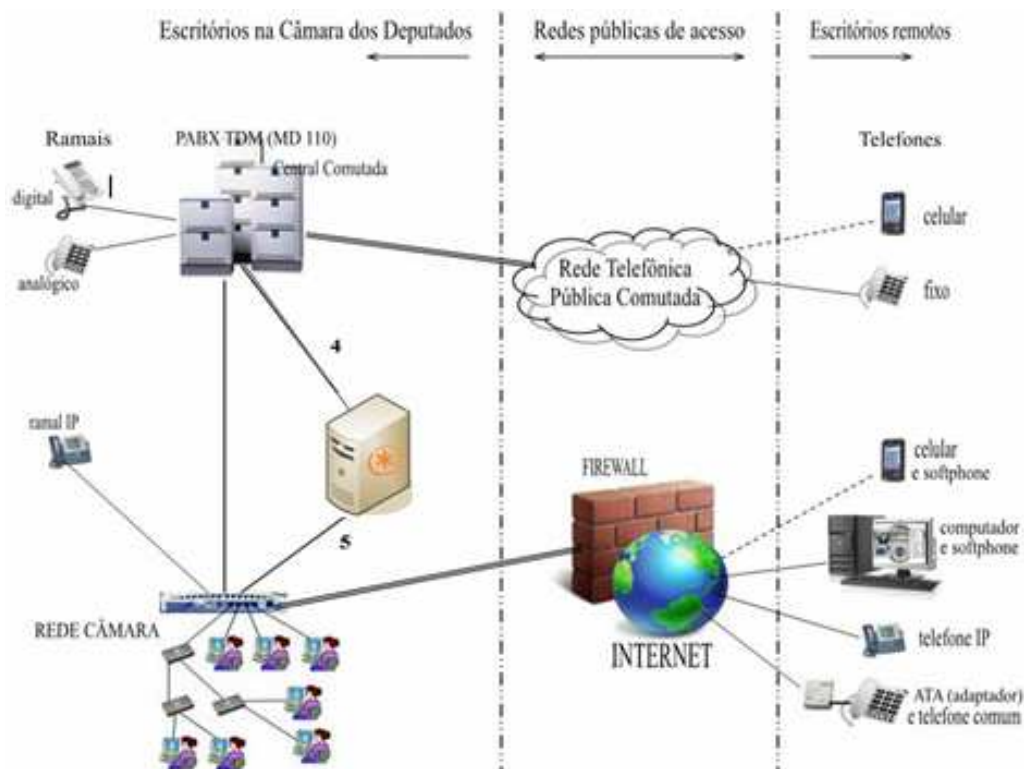 Escritórios na Câmara dos Deputados
Redes públicas de acesso
Escritórios remotos
Ramais
PABX TDM (MD 110)
Central Comutada
Telefones
digital
analógico
celular
Rede Telefônica
Pública Comutada
fixo
4
ramal IP
FIREWALL
celular
e softphone
computador
e softphone
5
REDE CÂMARA
INTERNET
telefone IP
ATA (adaptador)
e telefone comum